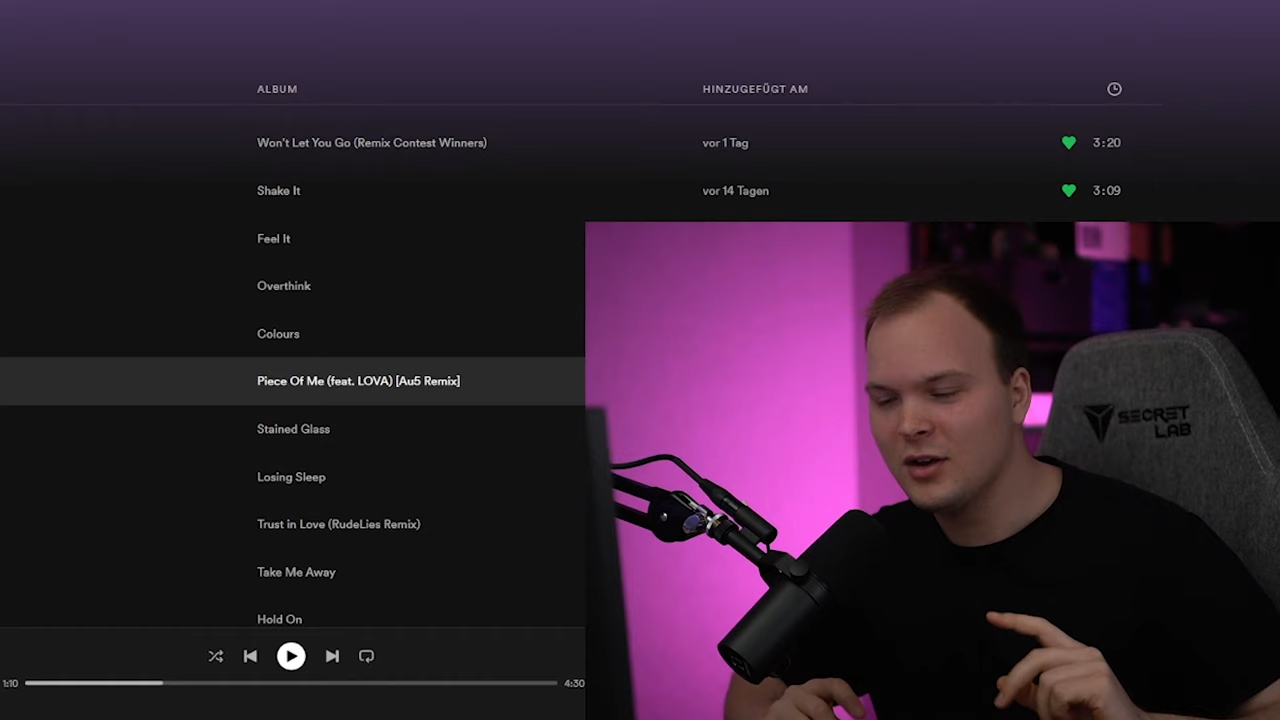 ALBUM HINZUGEFÜGT AM
Won't Let You Go (Remix Contest Winners) vor 1 Tag 3:20
Shake It vor 14 Tagen 3:09
Feel It
Overthink
Colours
Piece Of Me (feat. LOVA) [Au5 Remix]
Stained Glass
Losing Sleep
Trust in Love (RudeLies Remix)
Take Me Away
Hold On
1:10 4:30
SECRET
LAB